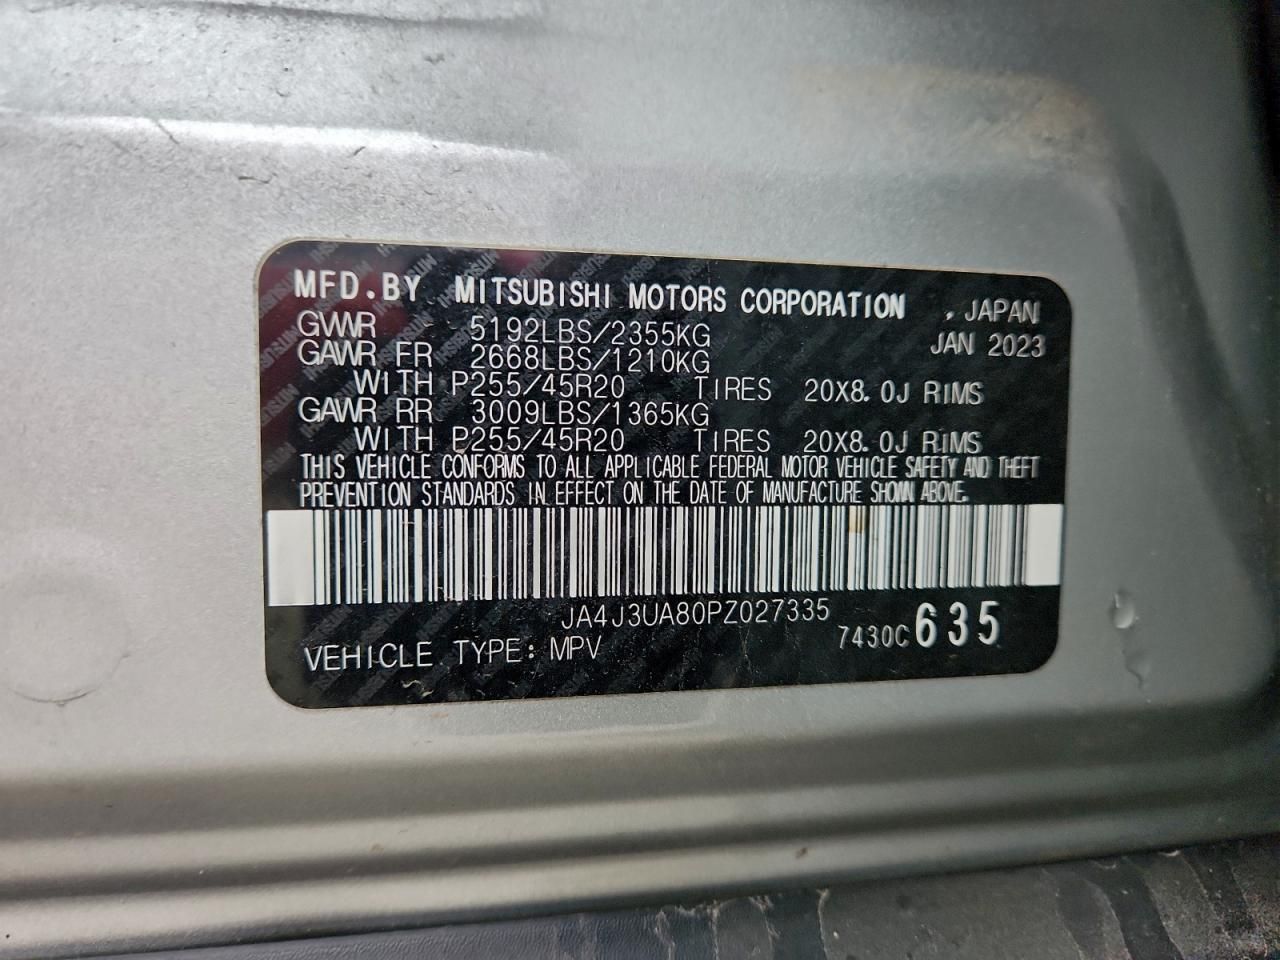 MFD.BY MITSUBISHI MOTORS CORPORATION , JAPAN
GVWR 5192LBS/2355KG JAN 2023
GAWR FR 2668LBS/1210KG
WITH P255/45R20 TIRES 20X8.0J RIMS
GAWR RR 3009LBS/1365KG
WITH P255/45R20 TIRES 20X8.0J RIMS
THIS VEHICLE CONFORMS TO ALL APPLICABLE FEDERAL MOTOR VEHICLE SAFETY AND THEFT
PREVENTION STANDARDS IN EFFECT ON THE DATE OF MANUFACTURE SHOWN ABOVE.
JA4J3UA80PZ027335
VEHICLE TYPE: MPV 7430C 635